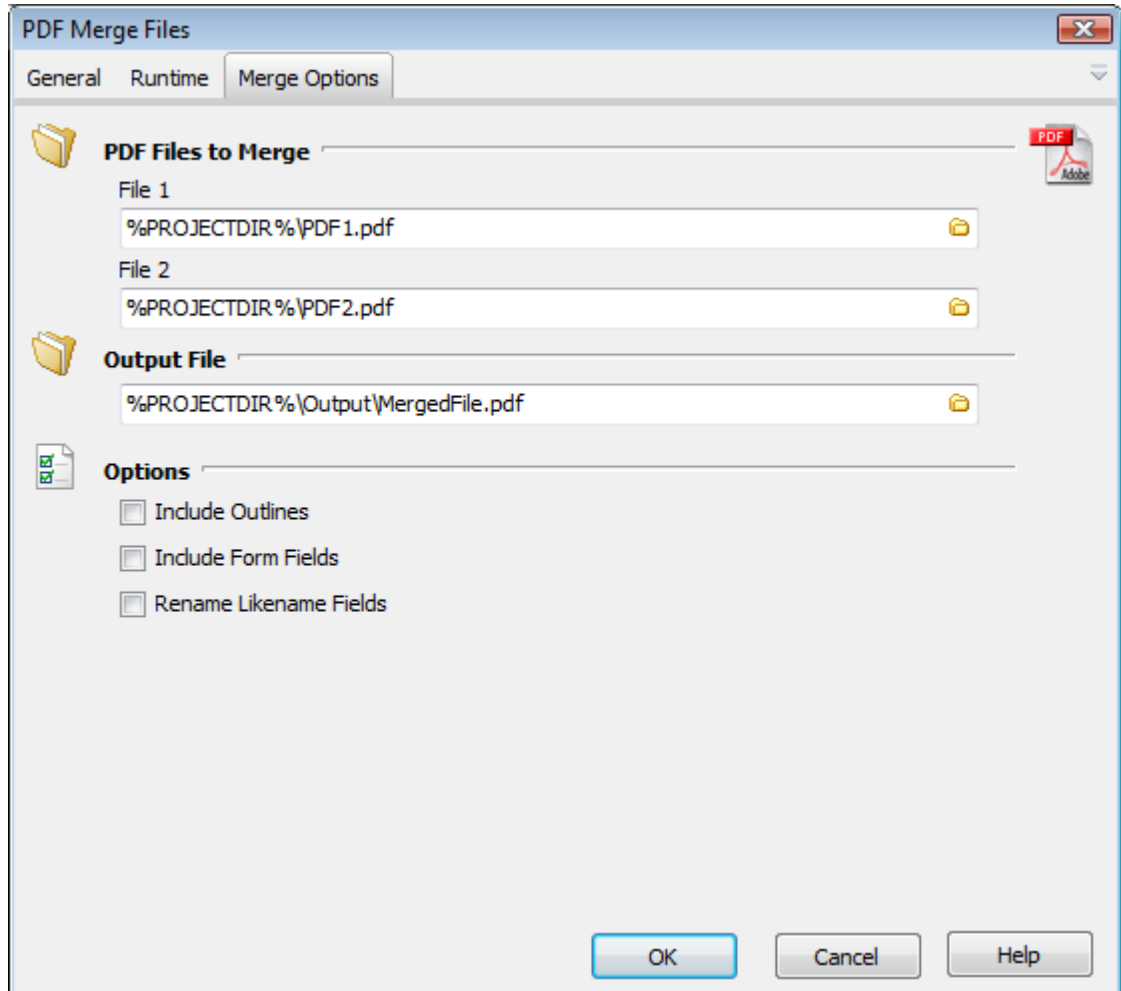 PDF Merge Files
General Runtime Merge Options
PDF Files to Merge
PDF
Adobe
File 1
%PROJECTDIR%\PDF1.pdf
File 2
%PROJECTDIR%\PDF2.pdf
Output File
%PROJECTDIR%\Output\MergedFile.pdf
Options
Include Outlines
Include Form Fields
Rename Likename Fields
OK Cancel Help